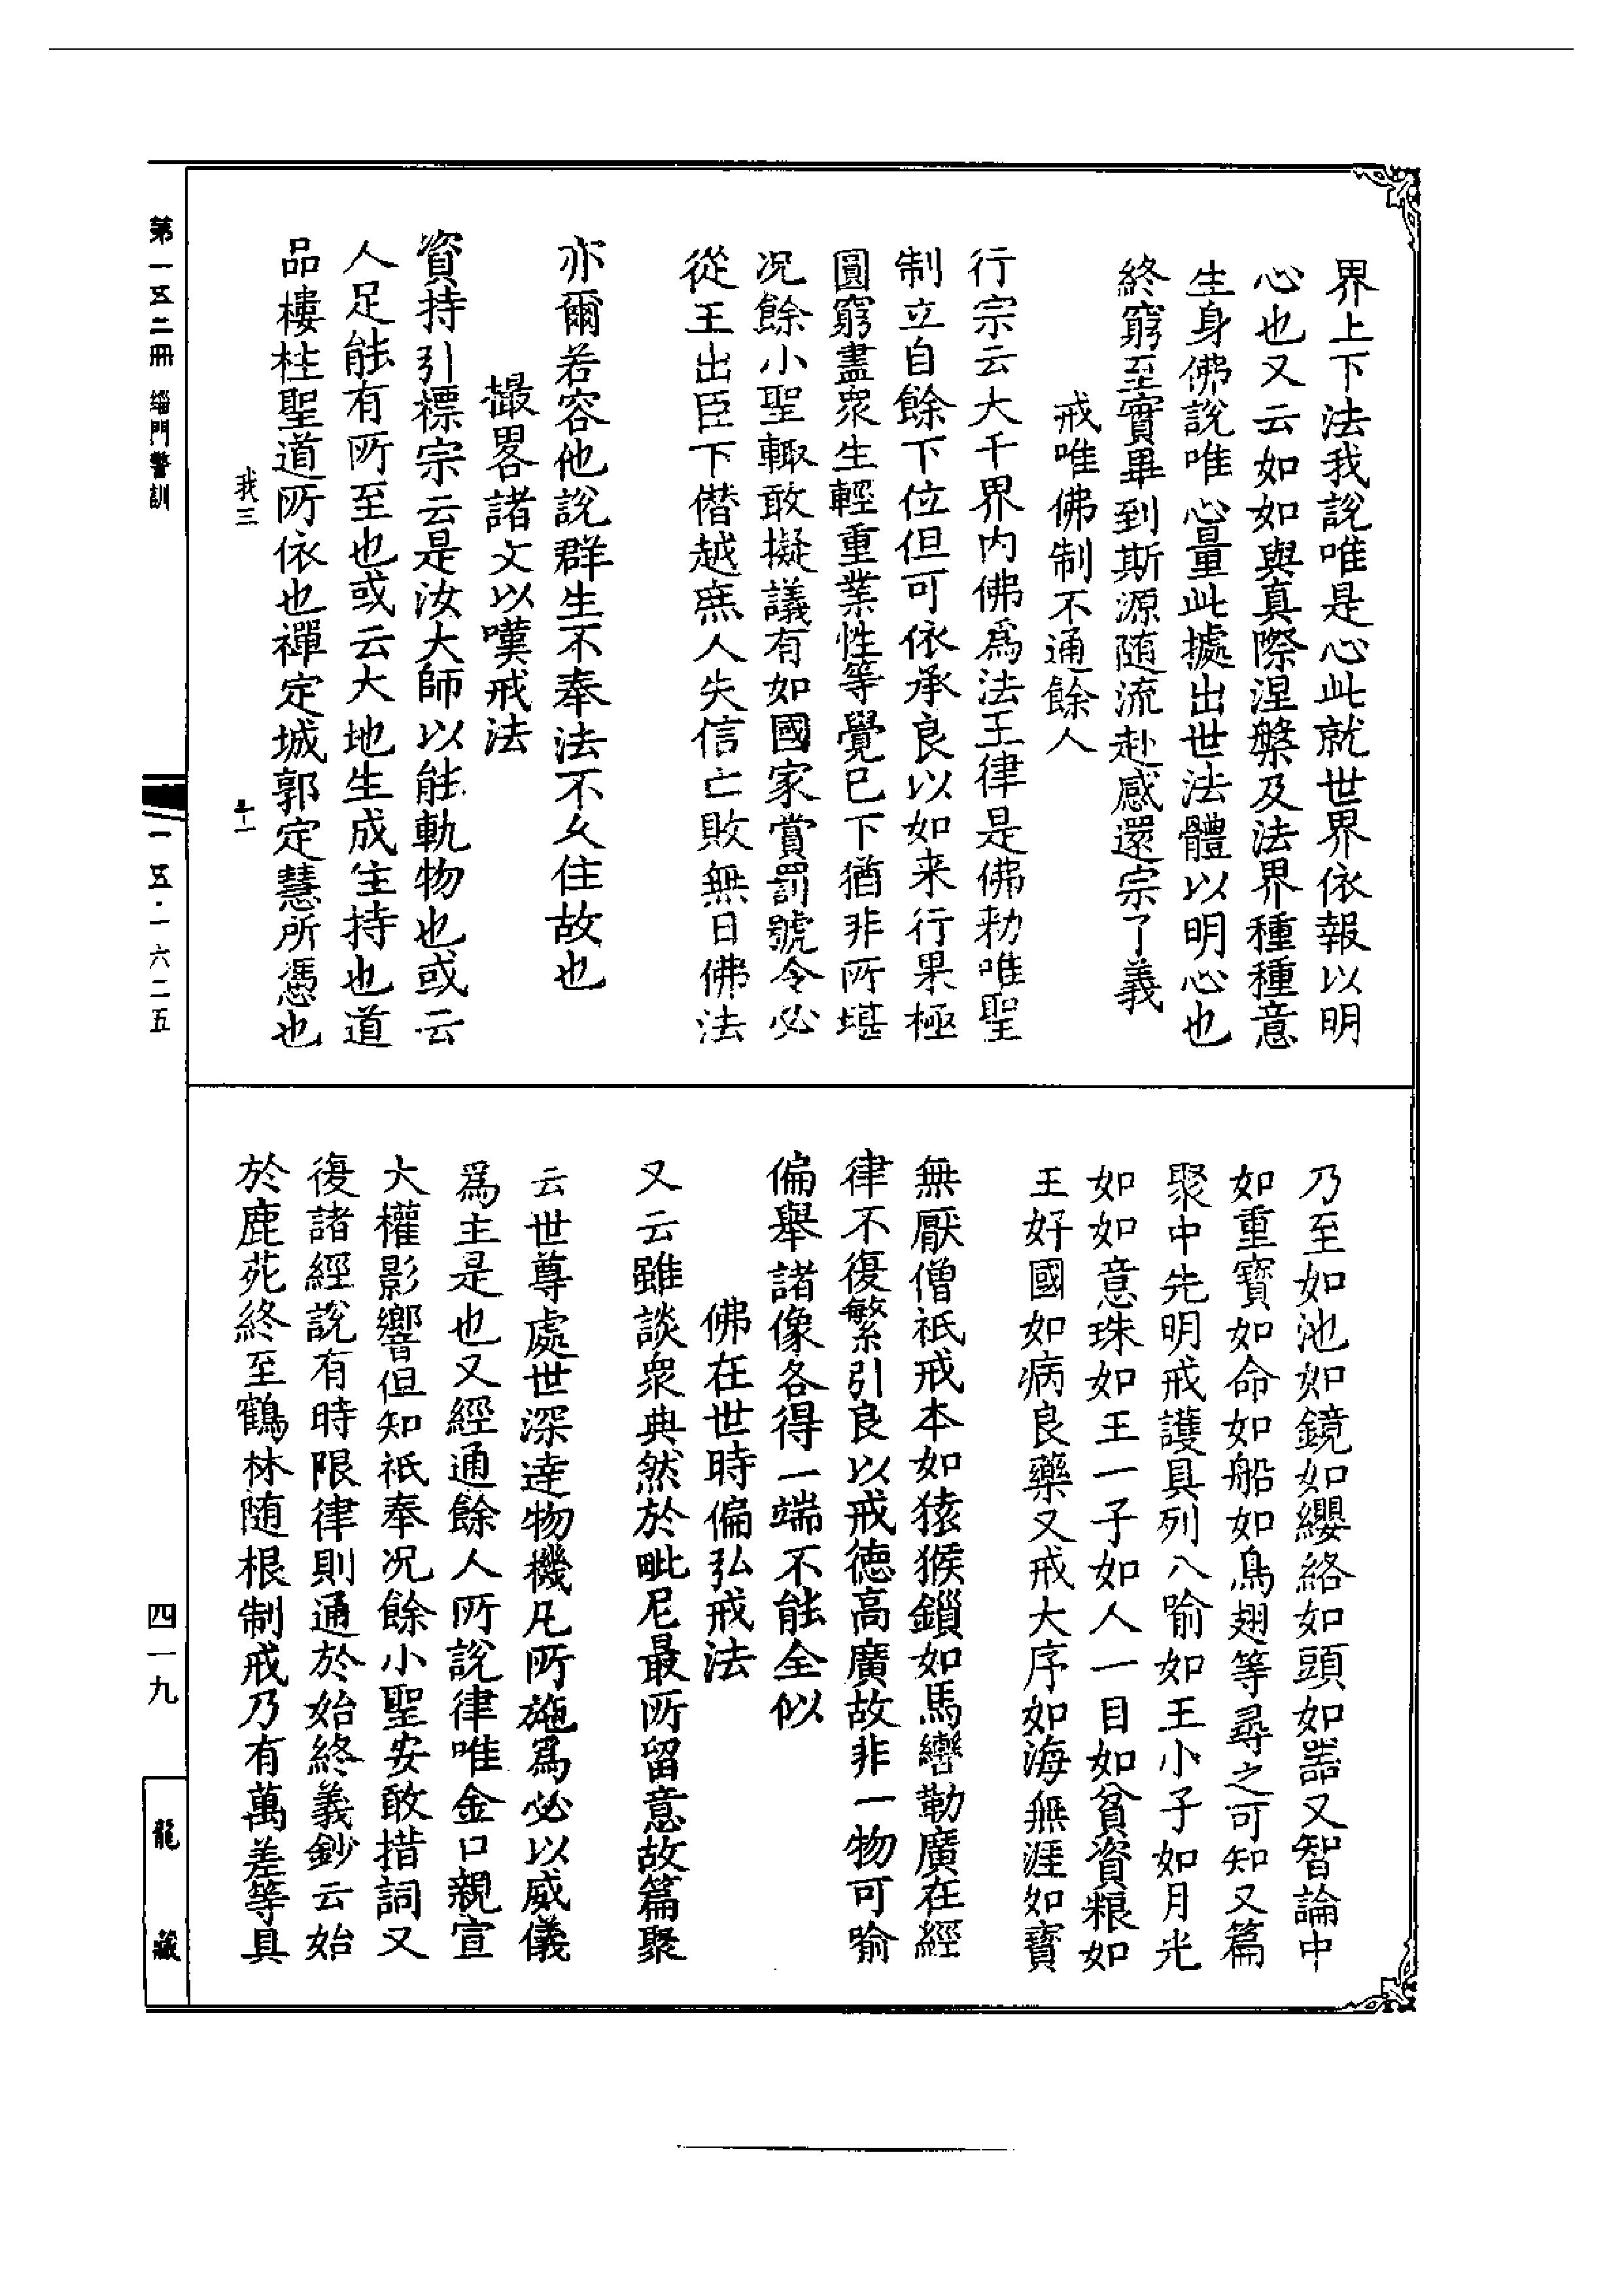 界上下法我說唯是心此就世界依報以明
心也又云如如與真際涅槃及法界種種意
生身佛說唯心量此據出世法體以明心也
終窮至實畢到斯源随流赴感還宗了義
戒唯佛制不通餘人
行宗云大千界內佛爲法王律是佛勑唯聖
制立自餘下位但可依承良以如来行果極
圓窮盡衆生輕重業性等覺已下猶非所堪
况餘小聖輙敢擬議有如國家賞罰號令必
從王出臣下僭越庶人失信亡敗無日佛法
亦爾若容他說群生不奉法不久住故也
撮畧諸文以嘆戒法
資持引標宗云是汝大師以能軌物也或云
人足能有所至也或云大地生成住持也道
品樓柱聖道所依也禪定城郭定慧所憑也
我三
十二
乃至如池如鏡如纓絡如頭如器又智論中
如重寶如命如船如鳥翅等尋之可知又篇
聚中先明戒護具列八喻如王小子如月光
如如意珠如王一子如人一目如貧資粮如
王好國如病良藥又戒大序如海無涯如寳
無厭僧祇戒本如猿猴鎖如馬轡勒廣在經
律不復繁引良以戒德高廣故非一物可喻
偏舉諸像各得一端不能全似
佛在世時偏弘戒法
又云雖談衆典然於毗尼最所留意故篇聚
云世尊處世深達物機凡所施爲必以威儀
爲主是也又經通餘人所說律唯金口親宣
大權影響但知祇奉况餘小聖安敢措詞又
復諸經說有時限律則通於始終義鈔云始
於鹿苑終至鶴林随根制戒乃有萬差等具
第一五二冊 緇門警訓
一五·一六二五
四一九
龍藏